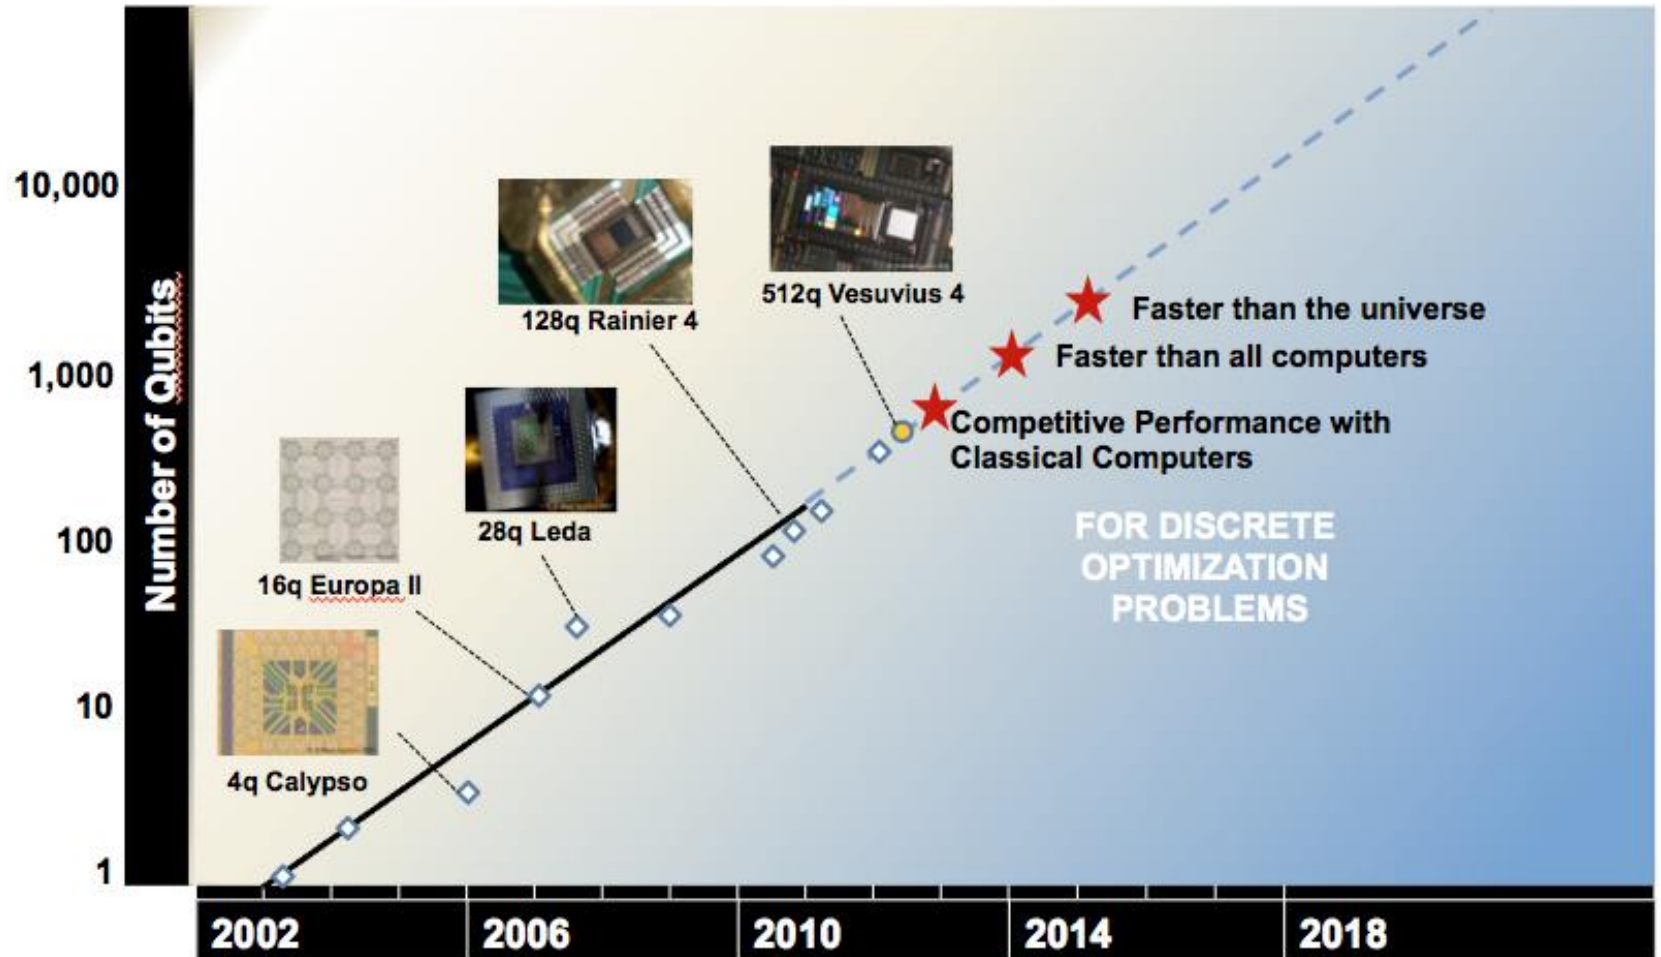 10,000
1,000
100
10
1
Number of Qubits
128q Rainier 4
512q Vesuvius 4
28q Leda
16q Europa II
4q Calypso
Faster than the universe
Faster than all computers
Competitive Performance with
Classical Computers
FOR DISCRETE
OPTIMIZATION
PROBLEMS
2002
2006
2010
2014
2018